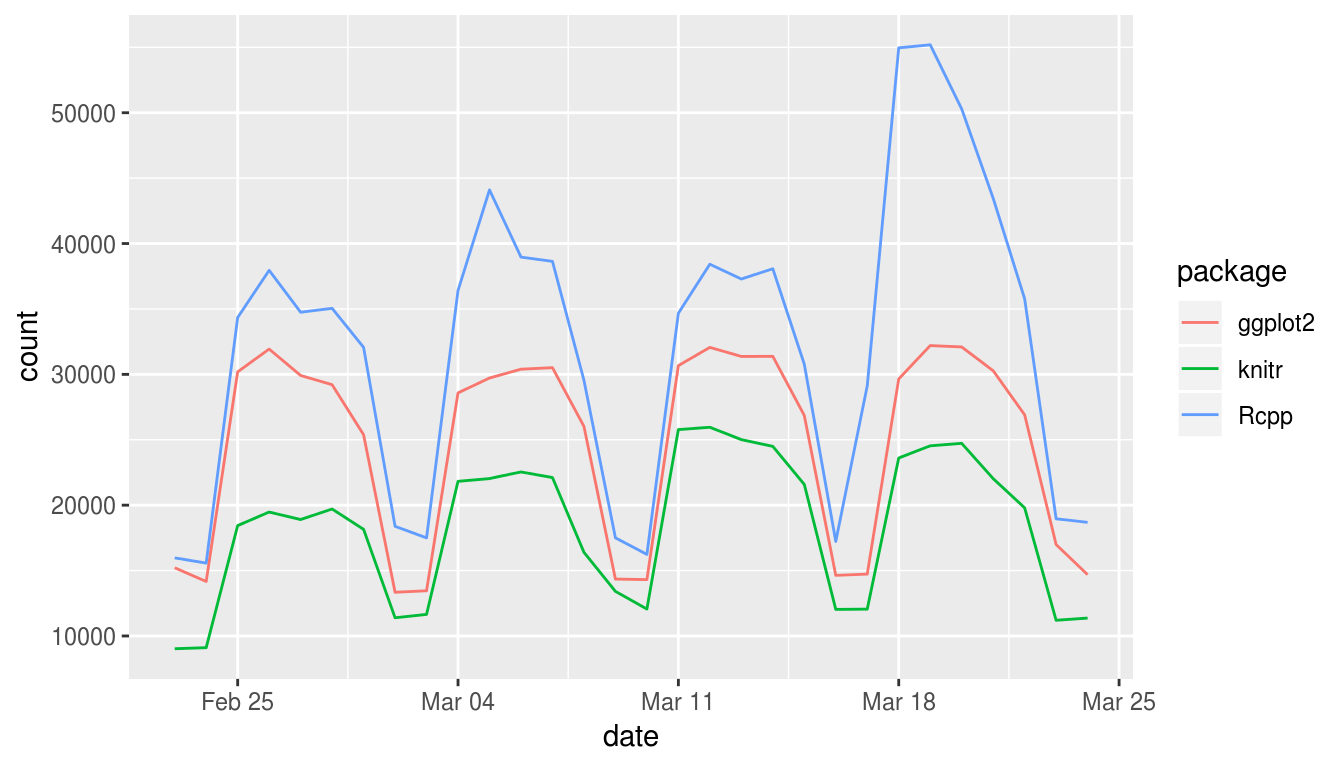 50000
40000
30000
20000
10000
count
Feb 25
Mar 04
Mar 11
Mar 18
Mar 25
date
package
ggplot2
knitr
Rcpp